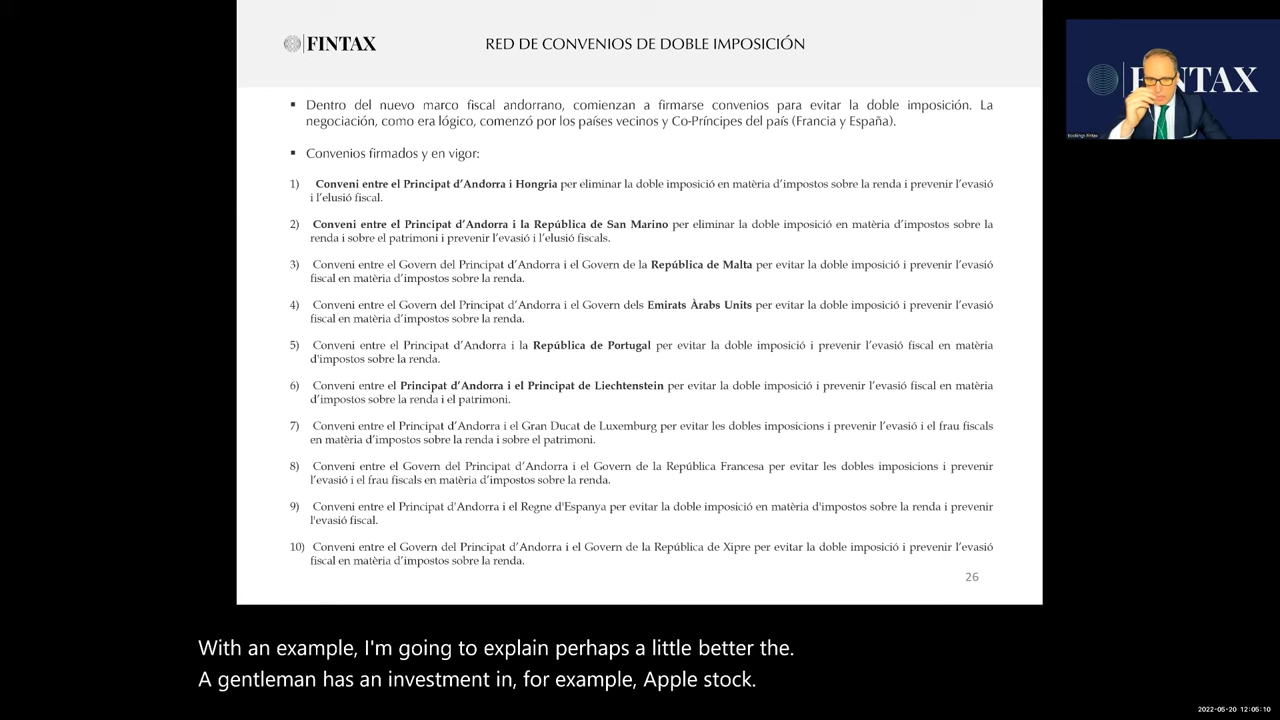 FINTAX
RED DE CONVENIOS DE DOBLE IMPOSICIÓN
▪ Dentro del nuevo marco fiscal andorrano, comienzan a firmarse convenios para evitar la doble imposición. La
negociación, como era lógico, comenzó por los países vecinos y Co-Príncipes del país (Francia y España).
▪ Convenios firmados y en vigor:
1) Conveni entre el Principat d'Andorra i Hongria per eliminar la doble imposició en matèria d'impostos sobre la renda i prevenir l'evasió
i l'elusió fiscal.
2) Conveni entre el Principat d'Andorra i la República de San Marino per eliminar la doble imposició en matèria d'impostos sobre la
renda i sobre el patrimoni i prevenir l'evasió i l'elusió fiscals.
3) Conveni entre el Govern del Principat d'Andorra i el Govern de la República de Malta per evitar la doble imposició i prevenir l'evasió
fiscal en matèria d'impostos sobre la renda.
4) Conveni entre el Govern del Principat d'Andorra i el Govern dels Emirats Àrabs Units per evitar la doble imposició i prevenir l'evasió
fiscal en matèria d'impostos sobre la renda.
5) Conveni entre el Principat d'Andorra i la República de Portugal per evitar la doble imposició i prevenir l'evasió fiscal en matèria
d'impostos sobre la renda.
6) Conveni entre el Principat d'Andorra i el Principat de Liechtenstein per evitar la doble imposició i prevenir l'evasió fiscal en matèria
d'impostos sobre la renda i el patrimoni.
7) Conveni entre el Principat d'Andorra i el Gran Ducat de Luxemburg per evitar les dobles imposicions i prevenir l'evasió i el frau fiscals
en matèria d'impostos sobre la renda i sobre el patrimoni.
8) Conveni entre el Govern del Principat d'Andorra i el Govern de la República Francesa per evitar les dobles imposicions i prevenir
l'evasió i el frau fiscals en matèria d'impostos sobre la renda.
9) Conveni entre el Principat d'Andorra i el Regne d'Espanya per evitar la doble imposició en matèria d'impostos sobre la renda i prevenir
l'evasió fiscal.
10) Conveni entre el Govern del Principat d'Andorra i el Govern de la República de Xipre per evitar la doble imposició i prevenir l'evasió
fiscal en matèria d'impostos sobre la renda.
26
With an example, I'm going to explain perhaps a little better the.
A gentleman has an investment in, for example, Apple stock.
2022-05-20 12:05:10